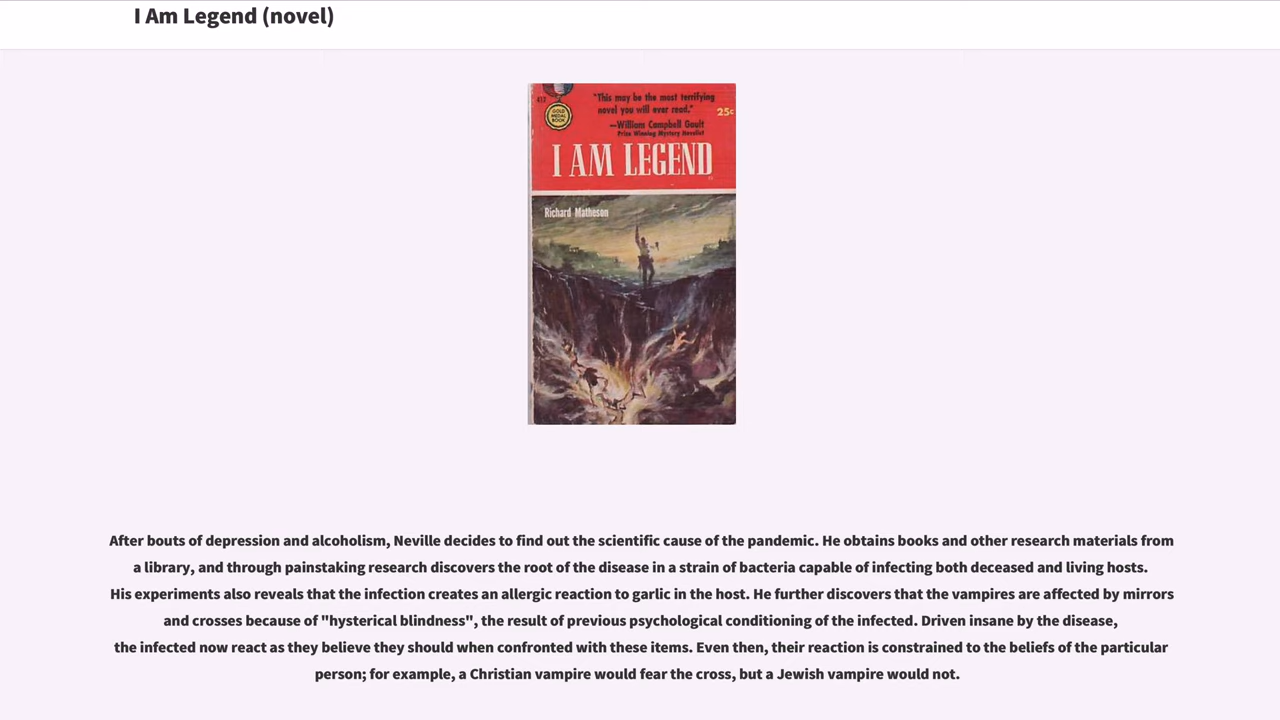 I Am Legend (novel)
412
GOLD
MEDAL
BOOK
"This may be the most terrifying
novel you will ever read."
25¢
—William Campbell Gault
Prize Winning Mystery Novelist
I AM LEGEND
Richard Matheson
After bouts of depression and alcoholism, Neville decides to find out the scientific cause of the pandemic. He obtains books and other research materials from
a library, and through painstaking research discovers the root of the disease in a strain of bacteria capable of infecting both deceased and living hosts.
His experiments also reveals that the infection creates an allergic reaction to garlic in the host. He further discovers that the vampires are affected by mirrors
and crosses because of "hysterical blindness", the result of previous psychological conditioning of the infected. Driven insane by the disease,
the infected now react as they believe they should when confronted with these items. Even then, their reaction is constrained to the beliefs of the particular
person; for example, a Christian vampire would fear the cross, but a Jewish vampire would not.